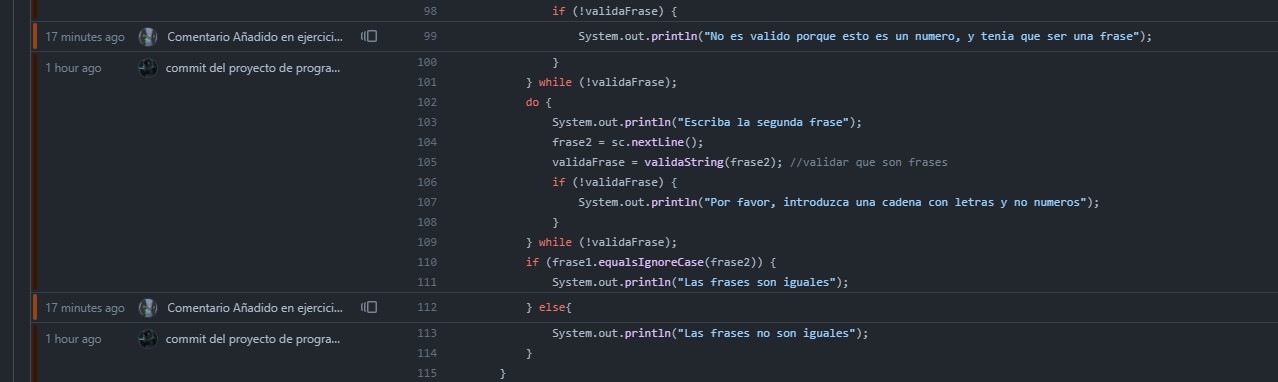 98 if (!validaFrase) {
17 minutes ago Comentario Añadido en ejercici... 99 System.out.println("No es valido porque esto es un numero, y tenia que ser una frase");
1 hour ago commit del proyecto de progra... 100 }
101 } while (!validaFrase);
102 do {
103 System.out.println("Escriba la segunda frase");
104 frase2 = sc.nextLine();
105 validaFrase = validaString(frase2); //validar que son frases
106 if (!validaFrase) {
107 System.out.println("Por favor, introduzca una cadena con letras y no numeros");
108 }
109 } while (!validaFrase);
110 if (frase1.equalsIgnoreCase(frase2)) {
111 System.out.println("Las frases son iguales");
17 minutes ago Comentario Añadido en ejercici... 112 } else{
1 hour ago commit del proyecto de progra... 113 System.out.println("Las frases no son iguales");
114 }
115 }